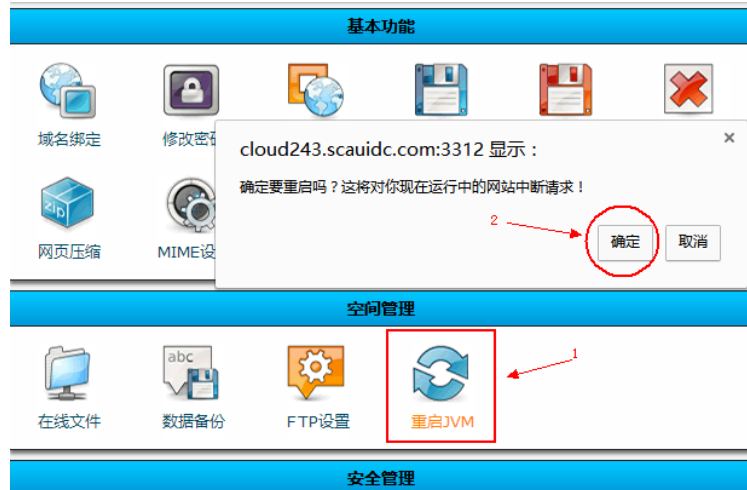 基本功能
域名绑定
修改密
cloud243.scauidc.com:3312 显示：
×
确定要重启吗？这将对你现在运行中的网站中断请求！
2
确定
取消
zip
网页压缩
MIME设
空间管理
1
abc
在线文件
数据备份
FTP设置
重启JVM
安全管理